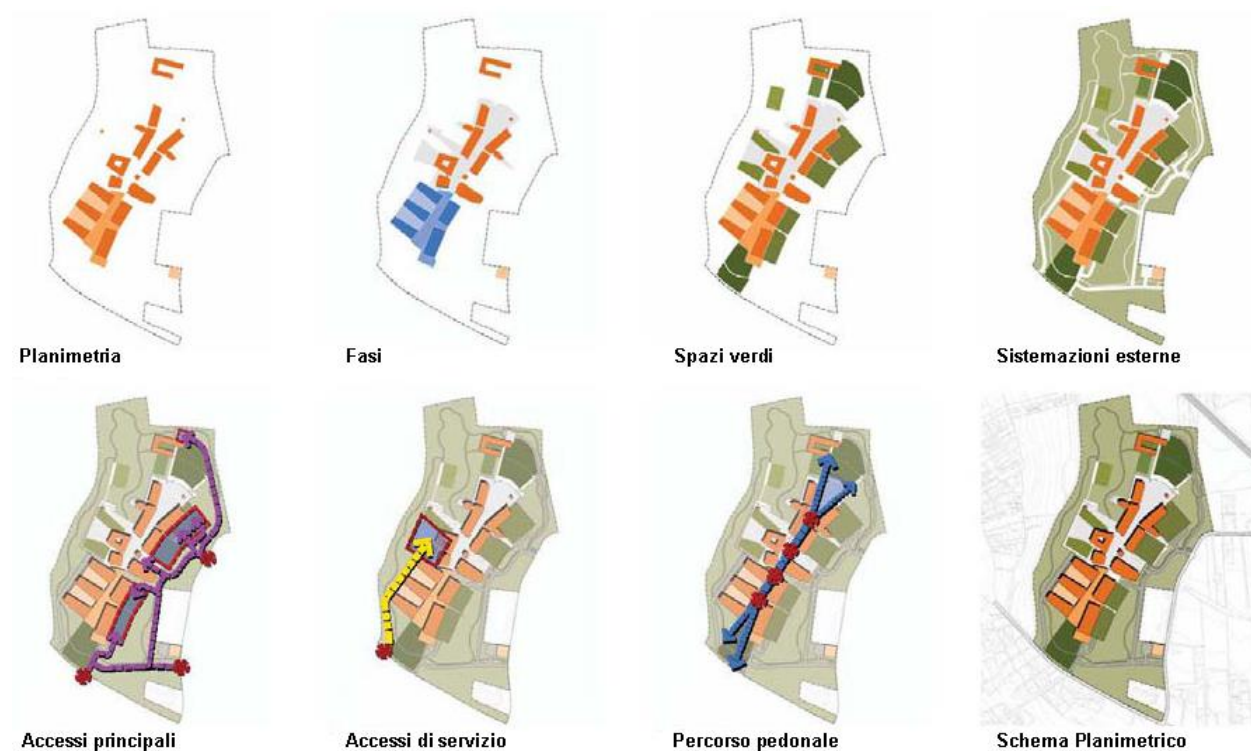 Planimetria
Fasi
Spazi verdi
Sistemazioni esterne
Accessi principali
Accessi di servizio
Percorso pedonale
Schema Planimetrico